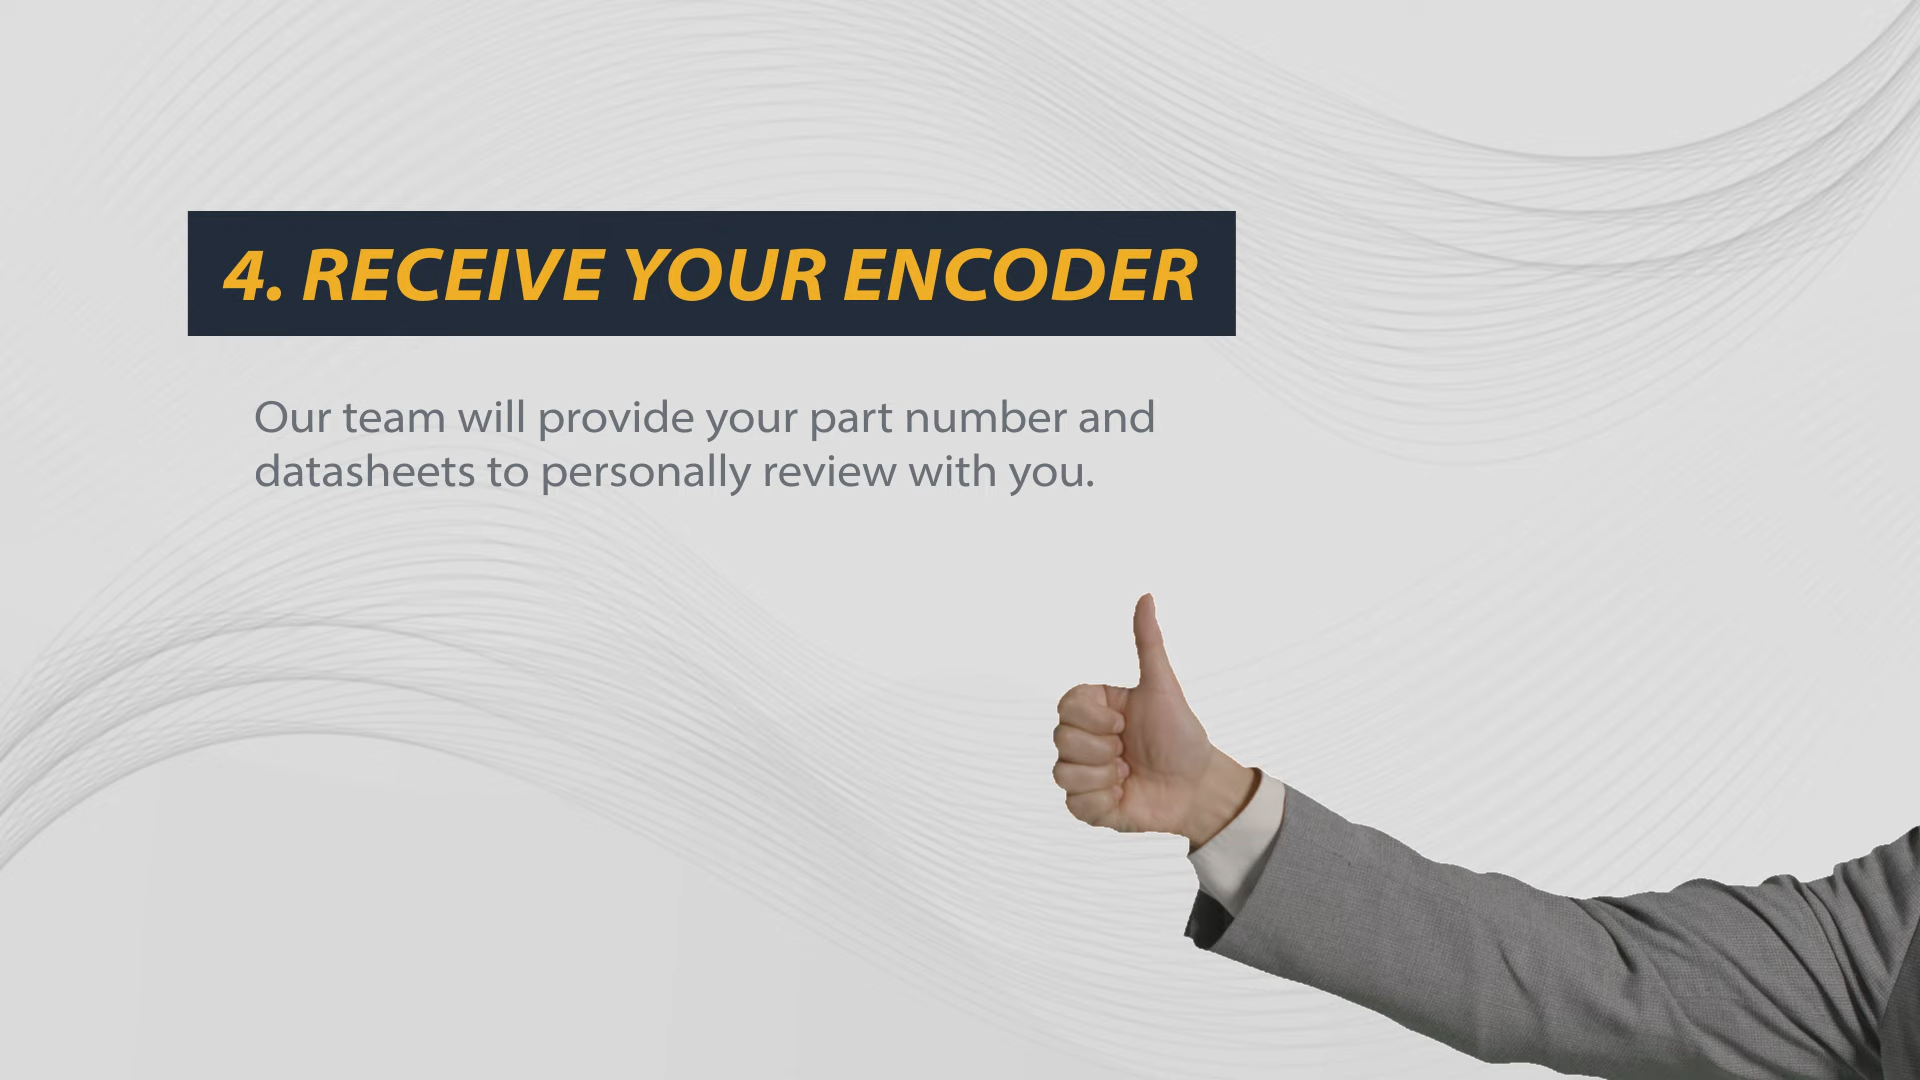 4. RECEIVE YOUR ENCODER
Our team will provide your part number and
datasheets to personally review with you.